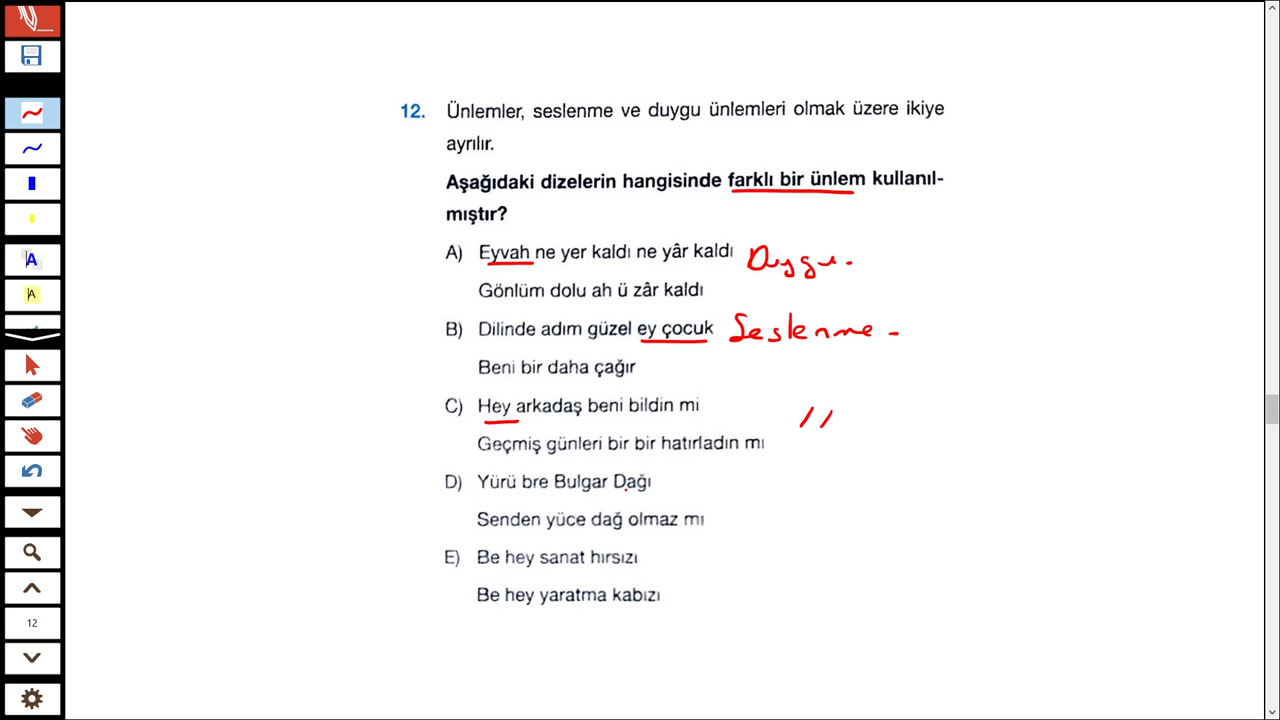 12. Ünlemler, seslenme ve duygu ünlemleri olmak üzere ikiye
ayrılır.
Aşağıdaki dizelerin hangisinde farklı bir ünlem kullanıl-
mıştır?
A) Eyvah ne yer kaldı ne yâr kaldı Duygu.
Gönlüm dolu ah ü zâr kaldı
B) Dilinde adım güzel ey çocuk Seslenme -
Beni bir daha çağır
C) Hey arkadaş beni bildin mi
Geçmiş günleri bir bir hatırladın mı //
D) Yürü bre Bulgar Dağı
Senden yüce dağ olmaz mı
E) Be hey sanat hırsızı
Be hey yaratma kabızı
A
A
12